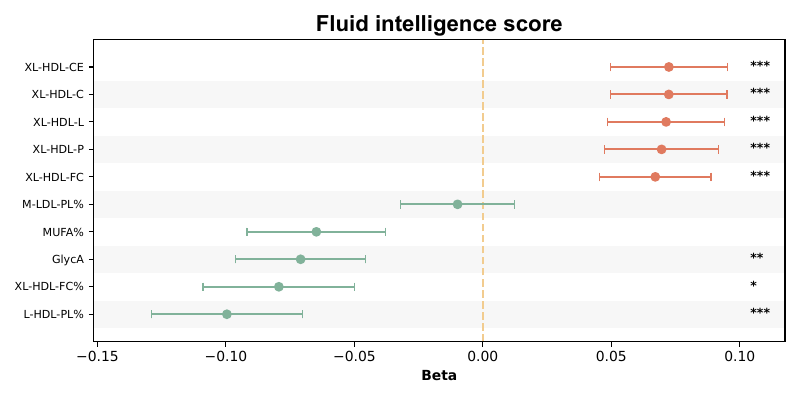 Fluid intelligence score
XL-HDL-CE ***
XL-HDL-C ***
XL-HDL-L ***
XL-HDL-P ***
XL-HDL-FC ***
M-LDL-PL%
MUFA%
GlycA **
XL-HDL-FC% *
L-HDL-PL% ***
−0.15 −0.10 −0.05 0.00 0.05 0.10
Beta